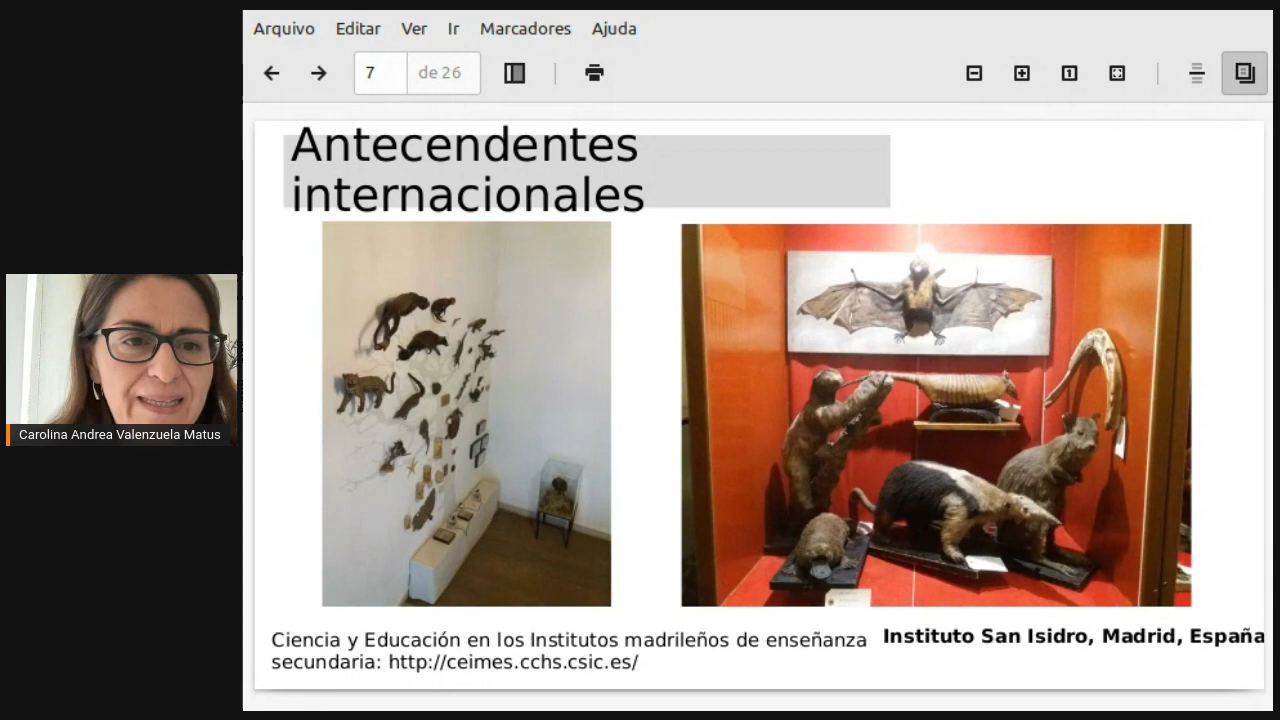 Arquivo Editar Ver Ir Marcadores Ajuda
7 de 26
1
Antecendentes
internacionales
Carolina Andrea Valenzuela Matus
Ciencia y Educación en los Institutos madrileños de enseñanza
secundaria: http://ceimes.cchs.csic.es/
Instituto San Isidro, Madrid, España